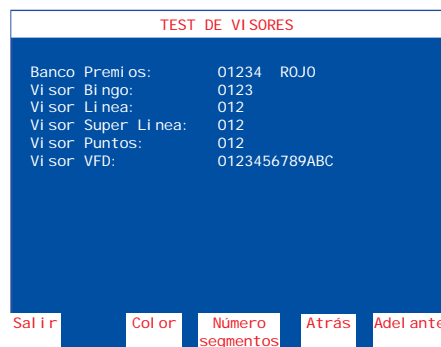 TEST DE VISORES
Banco Premios: 01234 ROJO
Visor Bingo: 0123
Visor Linea: 012
Visor Super Linea: 012
Visor Puntos: 012
Visor VFD: 0123456789ABC
Salir Color Número segmentos Atrás Adelante